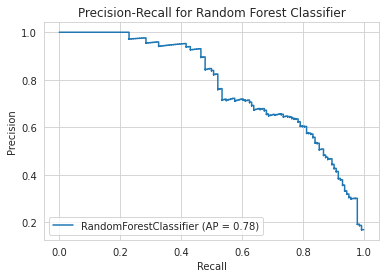 Precision-Recall for Random Forest Classifier
1.0
0.8
0.6
0.4
0.2
Precision
RandomForestClassifier (AP = 0.78)
0.0 0.2 0.4 0.6 0.8 1.0
Recall